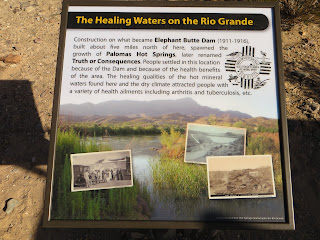 The Healing Waters on the Rio Grande
Construction on what became Elephant Butte Dam (1911-1916),
built about five miles north of here, spawned the
growth of Palomas Hot Springs, later renamed
Truth or Consequences. People settled in this location
because of the Dam and because of the health benefits
of the area. The healing qualities of the hot mineral
waters found here and the dry climate attracted people with
a variety of health ailments including arthritis and tuberculosis, etc.